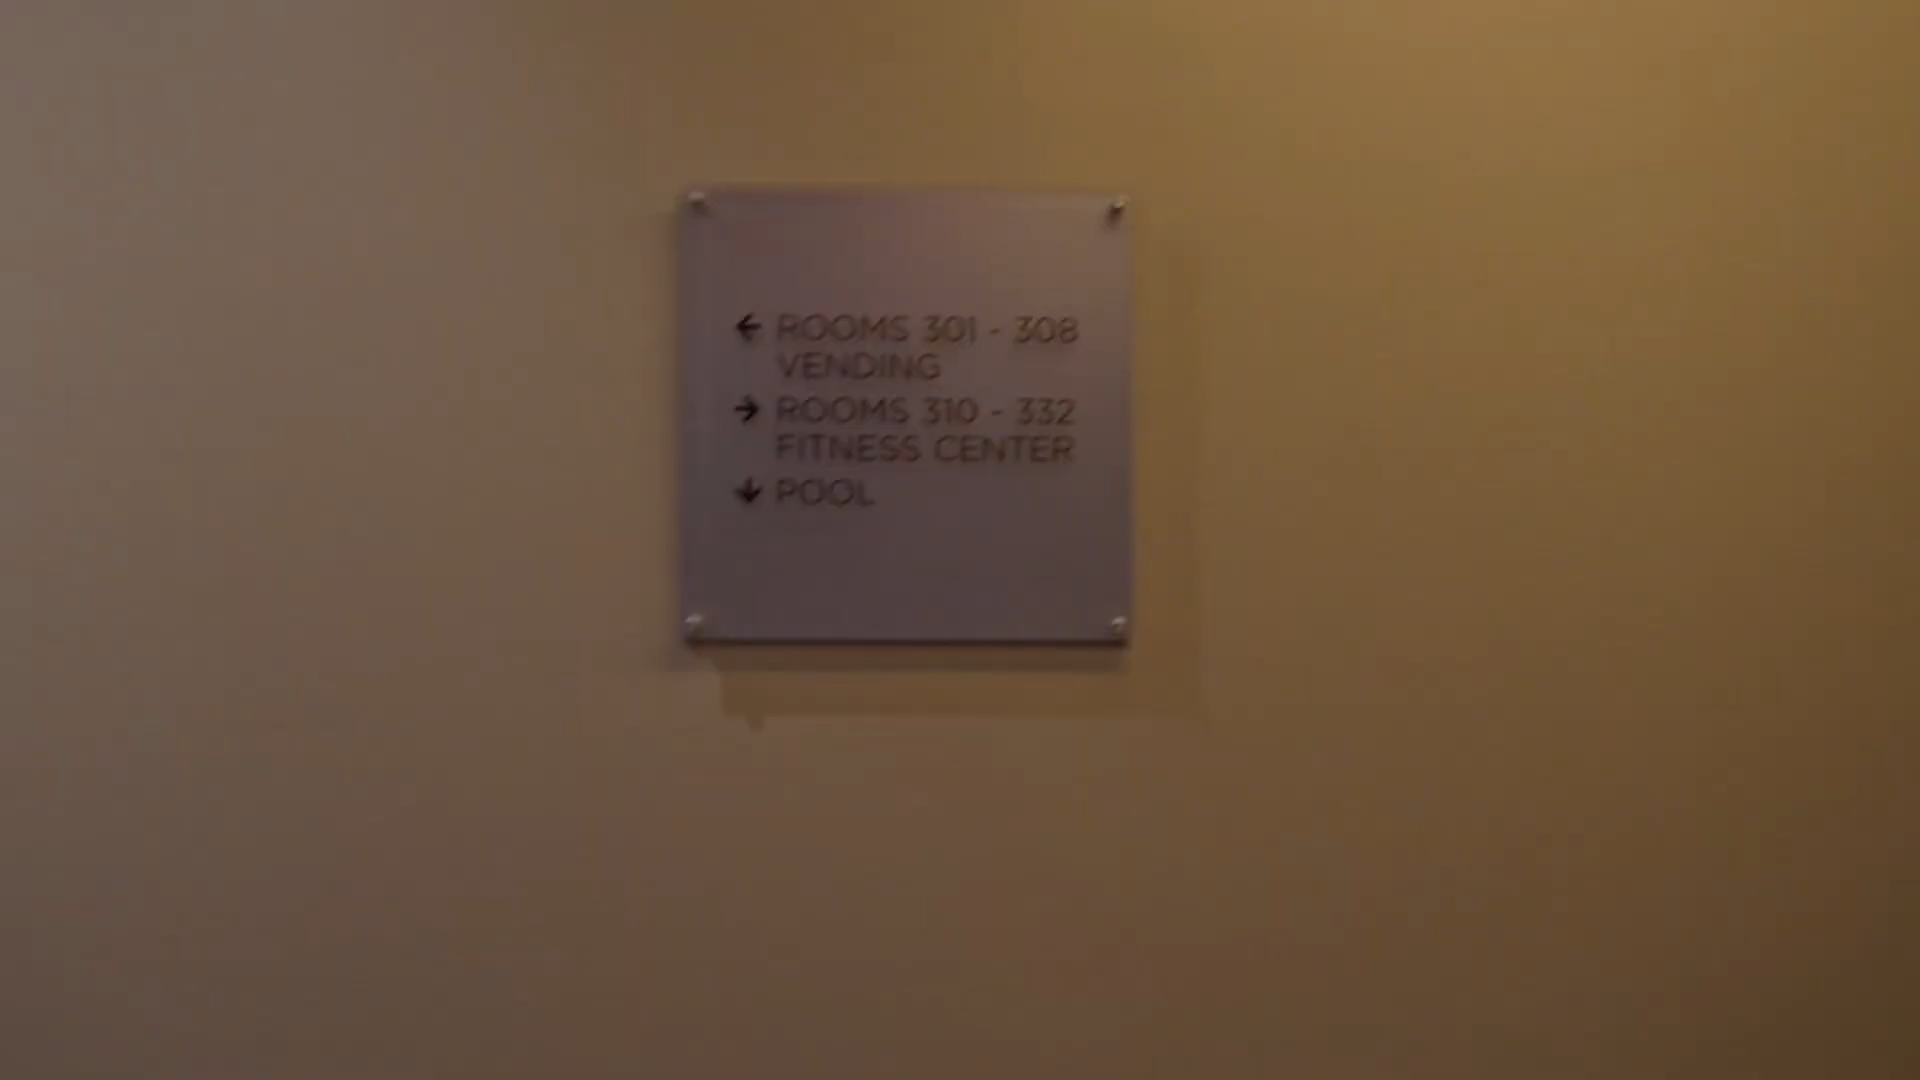 ← ROOMS 301 - 308
VENDING
→ ROOMS 310 - 332
FITNESS CENTER
↓ POOL